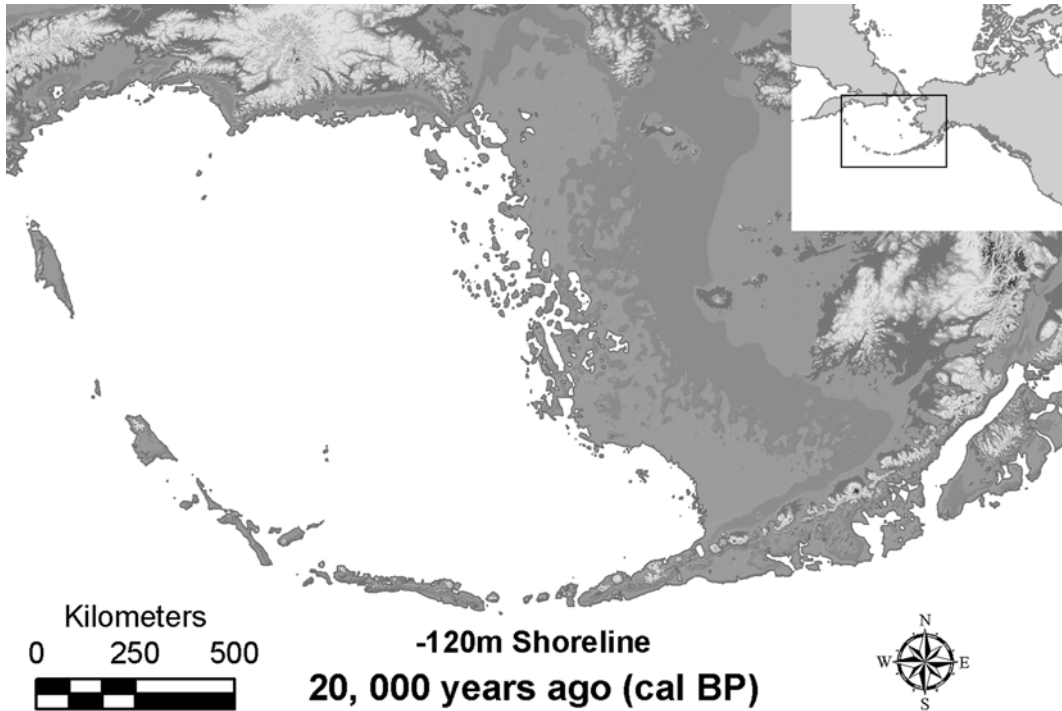 Kilometers
0 250 500
-120m Shoreline
20, 000 years ago (cal BP)
N
W E
S